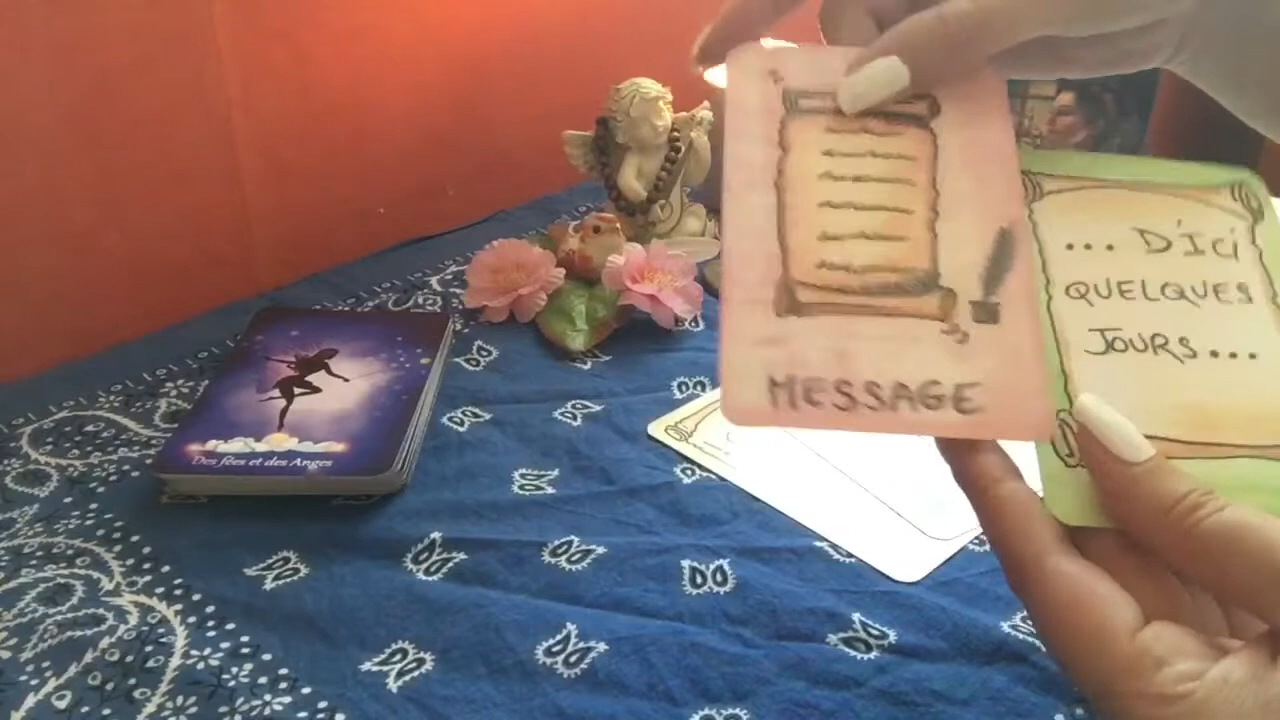 MESSAGE
... D'ICI
QUELQUES
JOURS...
Des fées et des Anges